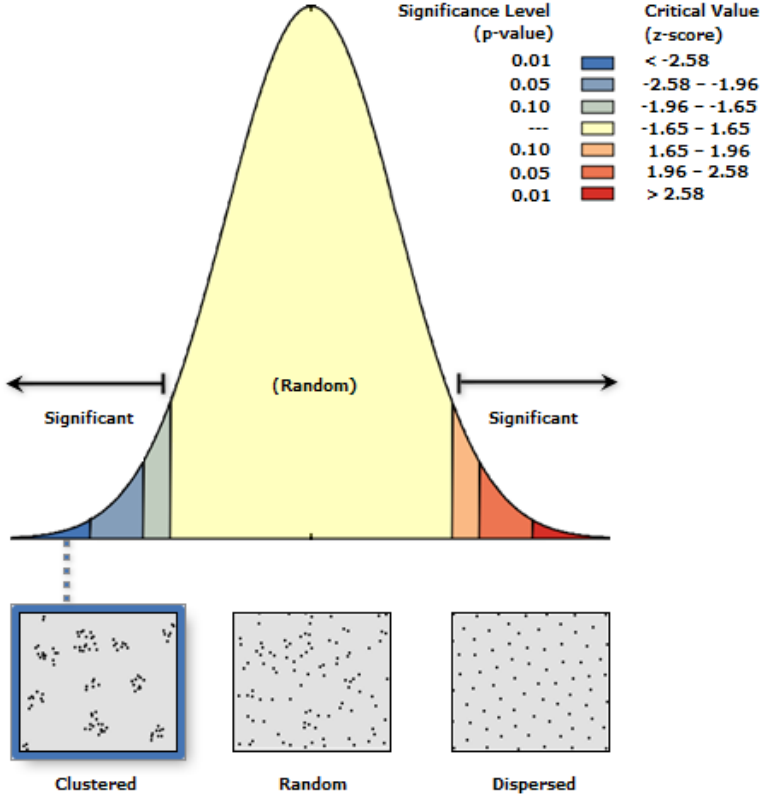 Significance Level Critical Value
(p-value) (z-score)
0.01 < -2.58
0.05 -2.58 – -1.96
0.10 -1.96 – -1.65
--- -1.65 – 1.65
0.10 1.65 – 1.96
0.05 1.96 – 2.58
0.01 > 2.58
(Random)
Significant Significant
Clustered Random Dispersed